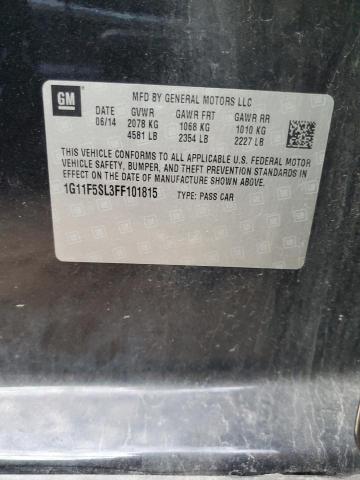 GM
MFD BY GENERAL MOTORS LLC
DATE GVWR GAWR FRT GAWR RR
06/14 2078 KG 1068 KG 1010 KG
4581 LB 2354 LB 2227 LB
THIS VEHICLE CONFORMS TO ALL APPLICABLE U.S. FEDERAL MOTOR
VEHICLE SAFETY, BUMPER, AND THEFT PREVENTION STANDARDS IN
EFFECT ON THE DATE OF MANUFACTURE SHOWN ABOVE.
1G11F5SL3FF101815 TYPE: PASS CAR